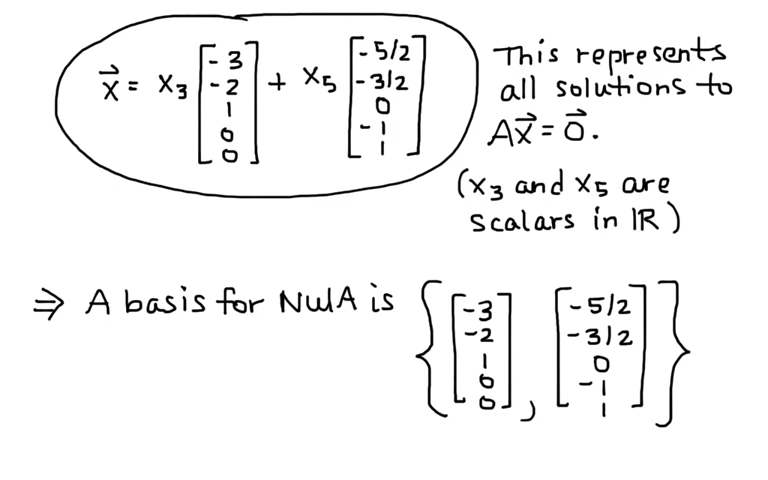 x⃗ = x₃ [-3 -2 1 0 0] + x₅ [-5/2 -3/2 0 -1 1]
This represents
all solutions to
Ax⃗ = 0⃗.
(x₃ and x₅ are
scalars in ℝ)
⇒ A basis for NulA is { [-3 -2 1 0 0], [-5/2 -3/2 0 -1 1] }